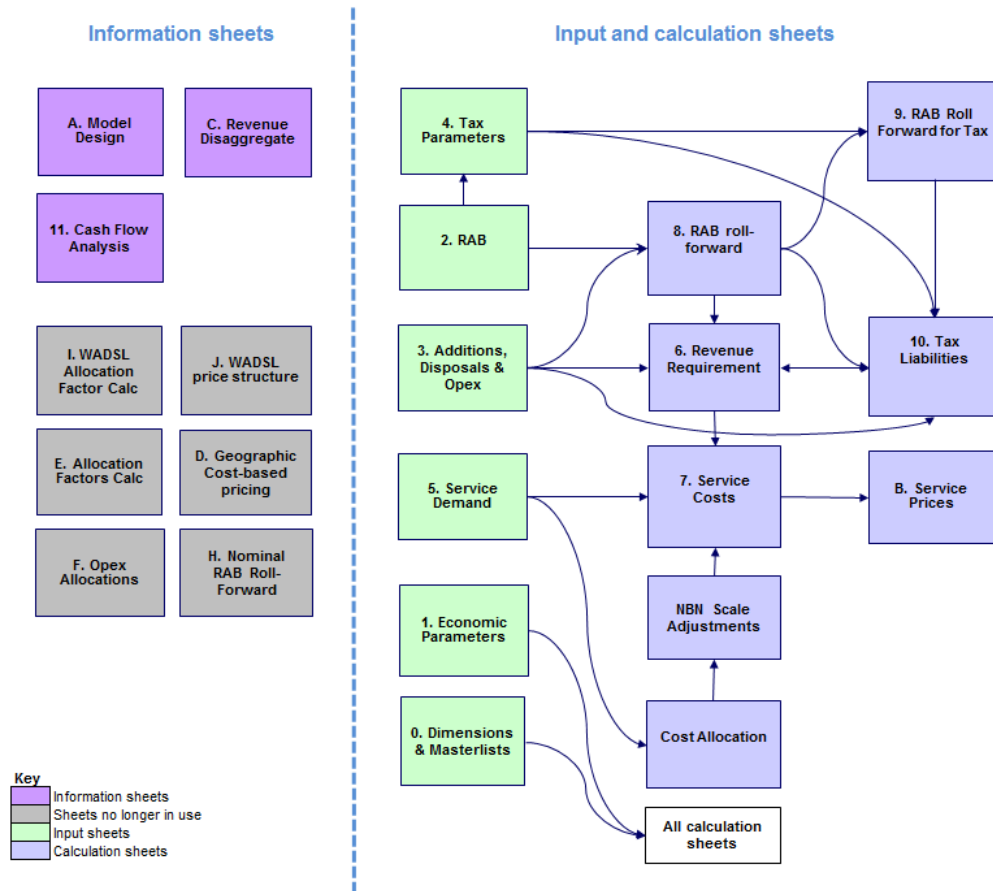 Information sheets
A. Model
Design
C. Revenue
Disaggregate
11. Cash Flow
Analysis
I. WADSL
Allocation
Factor Calc
J. WADSL
price structure
E. Allocation
Factors Calc
D. Geographic
Cost-based
pricing
F. Opex
Allocations
H. Nominal
RAB Roll-
Forward
Key
Information sheets
Sheets no longer in use
Input sheets
Calculation sheets
Input and calculation sheets
4. Tax
Parameters
9. RAB Roll
Forward for Tax
2. RAB
8. RAB roll-
forward
3. Additions,
Disposals &
Opex
6. Revenue
Requirement
10. Tax
Liabilities
5. Service
Demand
7. Service
Costs
B. Service
Prices
1. Economic
Parameters
NBN Scale
Adjustments
0. Dimensions
& Masterlists
Cost Allocation
All calculation
sheets